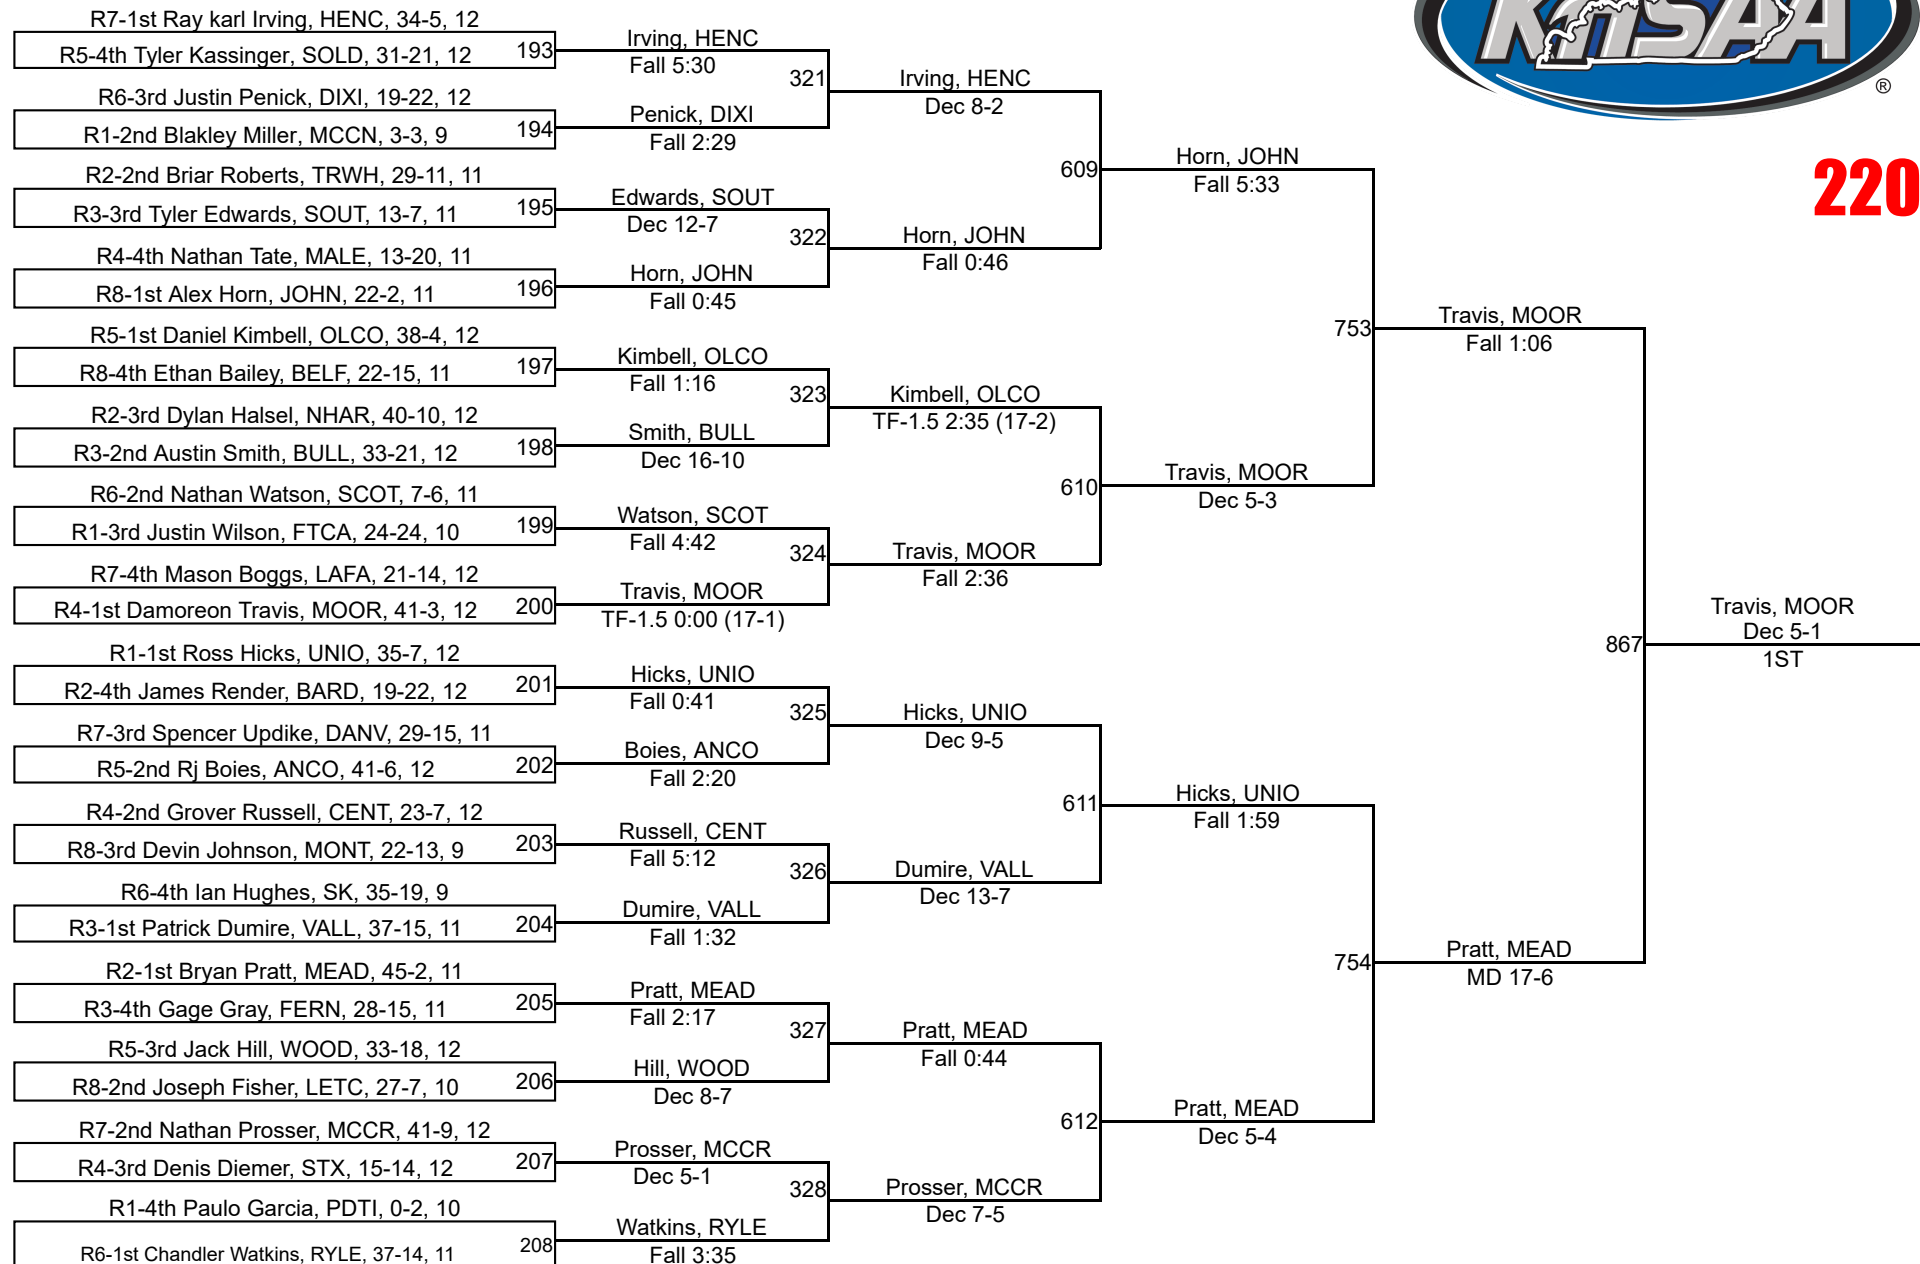 KHSAA
®
220
R7-1st Ray karl Irving, HENC, 34-5, 12
R5-4th Tyler Kassinger, SOLD, 31-21, 12
193
R6-3rd Justin Penick, DIXI, 19-22, 12
R1-2nd Blakley Miller, MCCN, 3-3, 9
194
R2-2nd Briar Roberts, TRWH, 29-11, 11
R3-3rd Tyler Edwards, SOUT, 13-7, 11
195
R4-4th Nathan Tate, MALE, 13-20, 11
R8-1st Alex Horn, JOHN, 22-2, 11
196
R5-1st Daniel Kimbell, OLCO, 38-4, 12
R8-4th Ethan Bailey, BELF, 22-15, 11
197
R2-3rd Dylan Halsel, NHAR, 40-10, 12
R3-2nd Austin Smith, BULL, 33-21, 12
198
R6-2nd Nathan Watson, SCOT, 7-6, 11
R1-3rd Justin Wilson, FTCA, 24-24, 10
199
R7-4th Mason Boggs, LAFA, 21-14, 12
R4-1st Damoreon Travis, MOOR, 41-3, 12
200
R1-1st Ross Hicks, UNIO, 35-7, 12
R2-4th James Render, BARD, 19-22, 12
201
R7-3rd Spencer Updike, DANV, 29-15, 11
R5-2nd Rj Boies, ANCO, 41-6, 12
202
R4-2nd Grover Russell, CENT, 23-7, 12
R8-3rd Devin Johnson, MONT, 22-13, 9
203
R6-4th Ian Hughes, SK, 35-19, 9
R3-1st Patrick Dumire, VALL, 37-15, 11
204
R2-1st Bryan Pratt, MEAD, 45-2, 11
R3-4th Gage Gray, FERN, 28-15, 11
205
R5-3rd Jack Hill, WOOD, 33-18, 12
R8-2nd Joseph Fisher, LETC, 27-7, 10
206
R7-2nd Nathan Prosser, MCCR, 41-9, 12
R4-3rd Denis Diemer, STX, 15-14, 12
207
R1-4th Paulo Garcia, PDTI, 0-2, 10
R6-1st Chandler Watkins, RYLE, 37-14, 11
208
Irving, HENC
Fall 5:30
321
Penick, DIXI
Fall 2:29
Edwards, SOUT
Dec 12-7
322
Horn, JOHN
Fall 0:45
Kimbell, OLCO
Fall 1:16
323
Smith, BULL
Dec 16-10
Watson, SCOT
Fall 4:42
324
Travis, MOOR
TF-1.5 0:00 (17-1)
Hicks, UNIO
Fall 0:41
325
Boies, ANCO
Fall 2:20
Russell, CENT
Fall 5:12
326
Dumire, VALL
Fall 1:32
Pratt, MEAD
Fall 2:17
327
Hill, WOOD
Dec 8-7
Prosser, MCCR
Dec 5-1
328
Watkins, RYLE
Fall 3:35
Irving, HENC
Dec 8-2
609
Horn, JOHN
Fall 0:46
Kimbell, OLCO
TF-1.5 2:35 (17-2)
610
Travis, MOOR
Fall 2:36
Hicks, UNIO
Dec 9-5
611
Dumire, VALL
Dec 13-7
Pratt, MEAD
Fall 0:44
612
Prosser, MCCR
Dec 7-5
Horn, JOHN
Fall 5:33
753
Travis, MOOR
Dec 5-3
Hicks, UNIO
Fall 1:59
754
Pratt, MEAD
Dec 5-4
Travis, MOOR
Fall 1:06
867
Pratt, MEAD
MD 17-6
Travis, MOOR
Dec 5-1
1ST